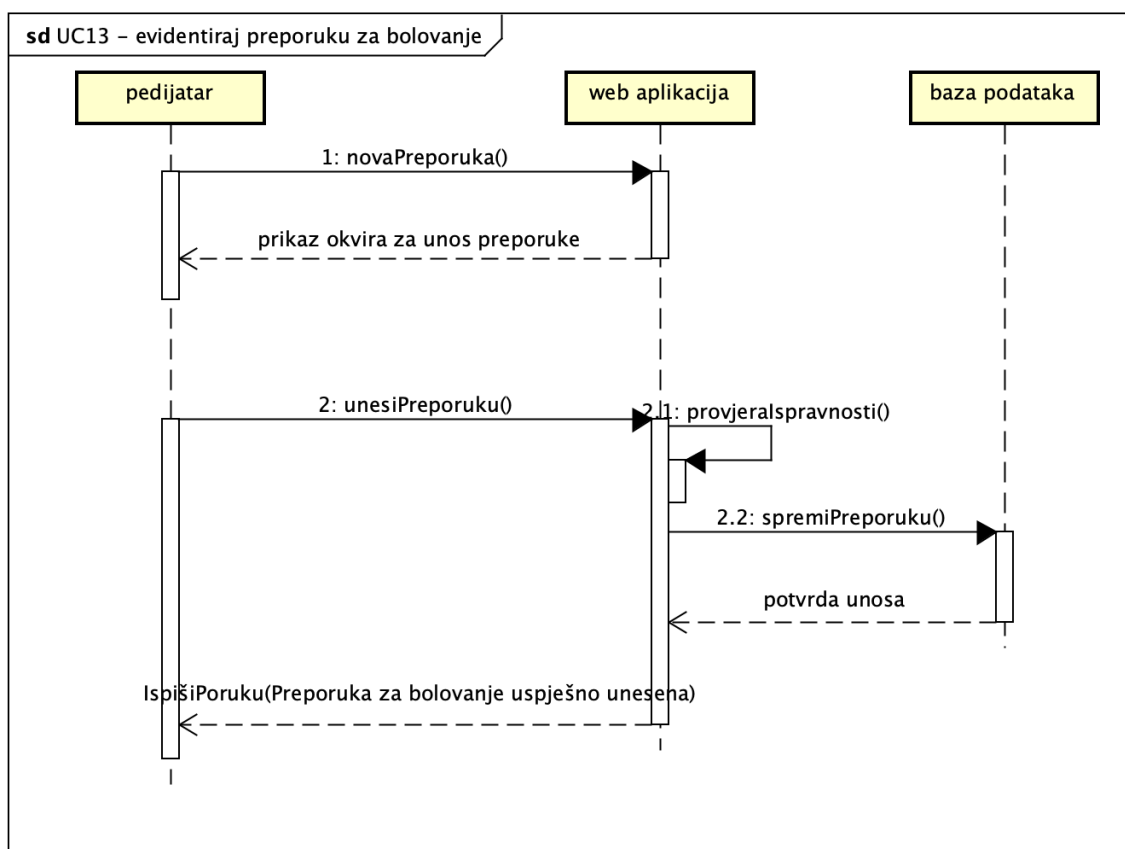 sd UC13 – evidentiraj preporuku za bolovanje
pedijatar
web aplikacija
baza podataka
1: novaPreporuka()
prikaz okvira za unos preporuke
2: unesiPreporuku()
2.1: provjeraIspravnosti()
2.2: spremiPreporuku()
potvrda unosa
IspišiPoruku(Preporuka za bolovanje uspješno unesena)